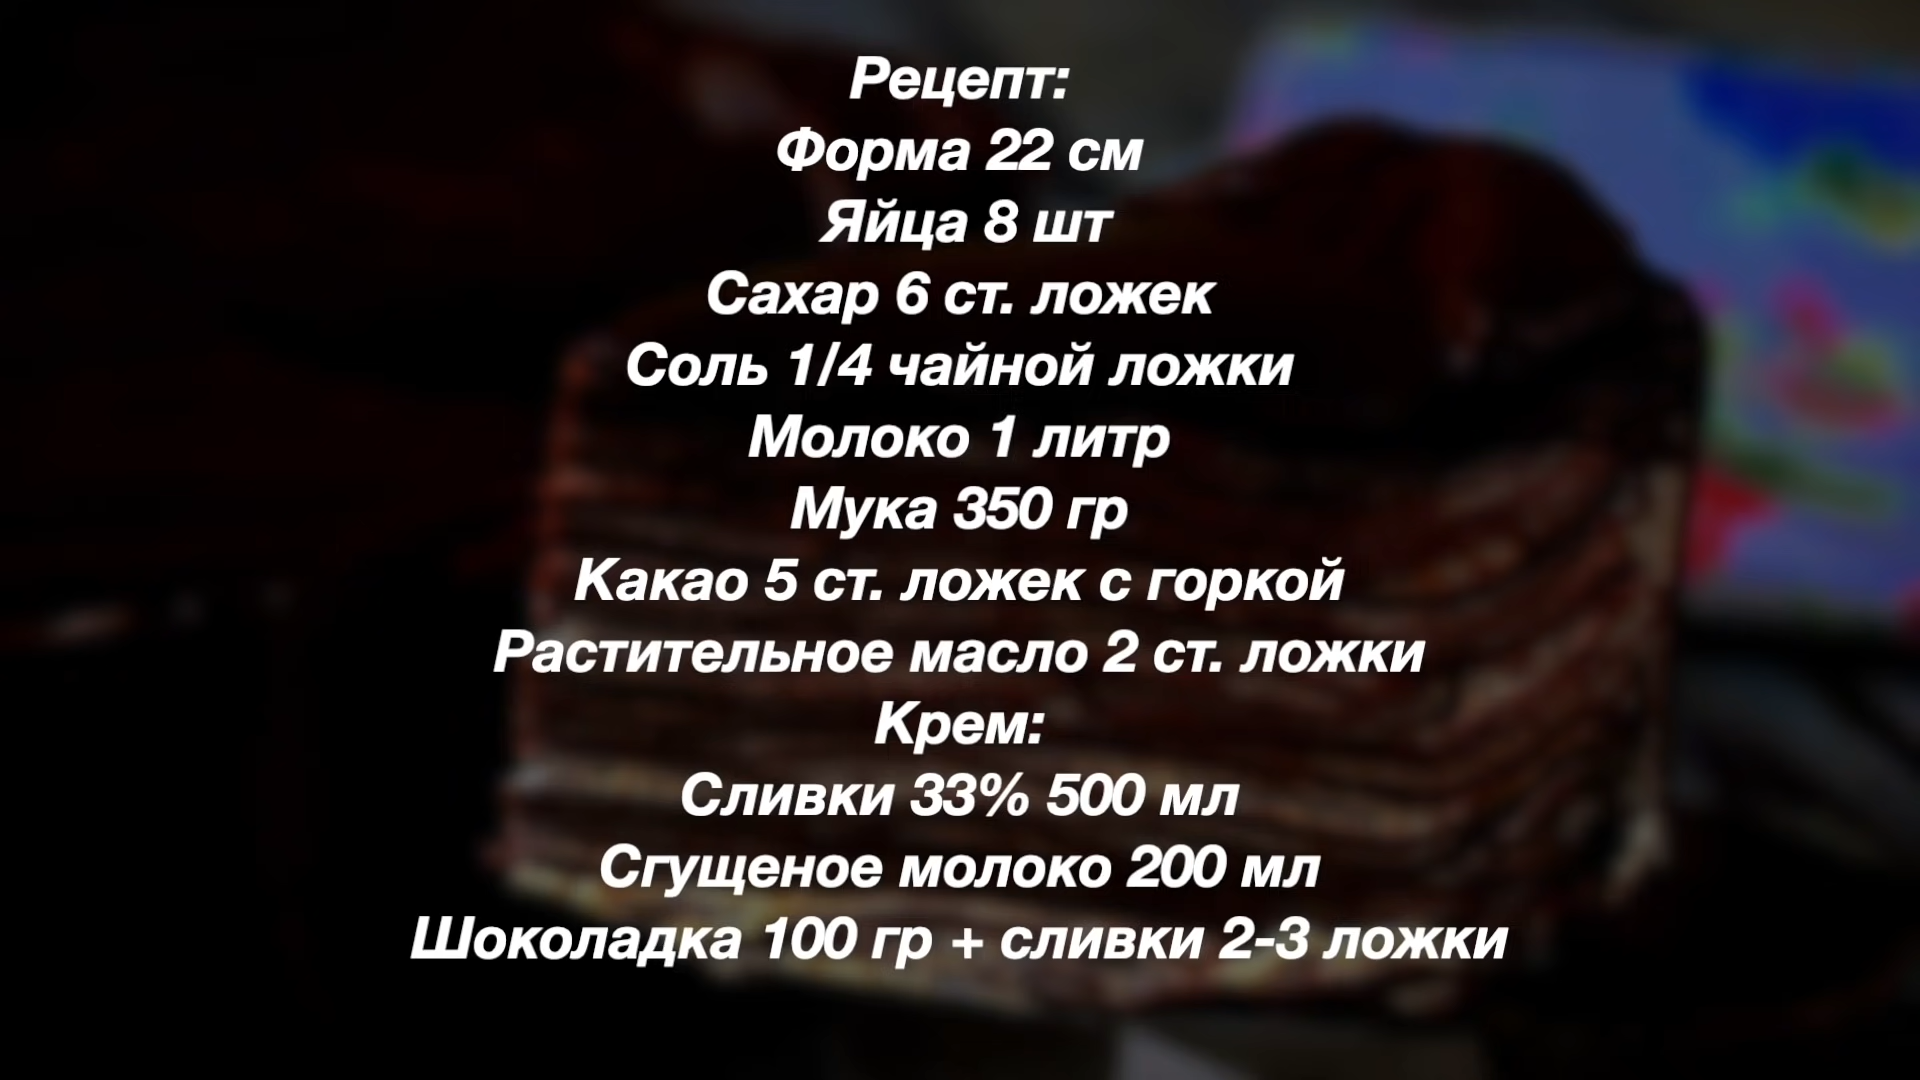 Рецепт:
Форма 22 см
Яйца 8 шт
Сахар 6 ст. ложек
Соль 1/4 чайной ложки
Молоко 1 литр
Мука 350 гр
Какао 5 ст. ложек с горкой
Растительное масло 2 ст. ложки
Крем:
Сливки 33% 500 мл
Сгущеное молоко 200 мл
Шоколадка 100 гр + сливки 2-3 ложки